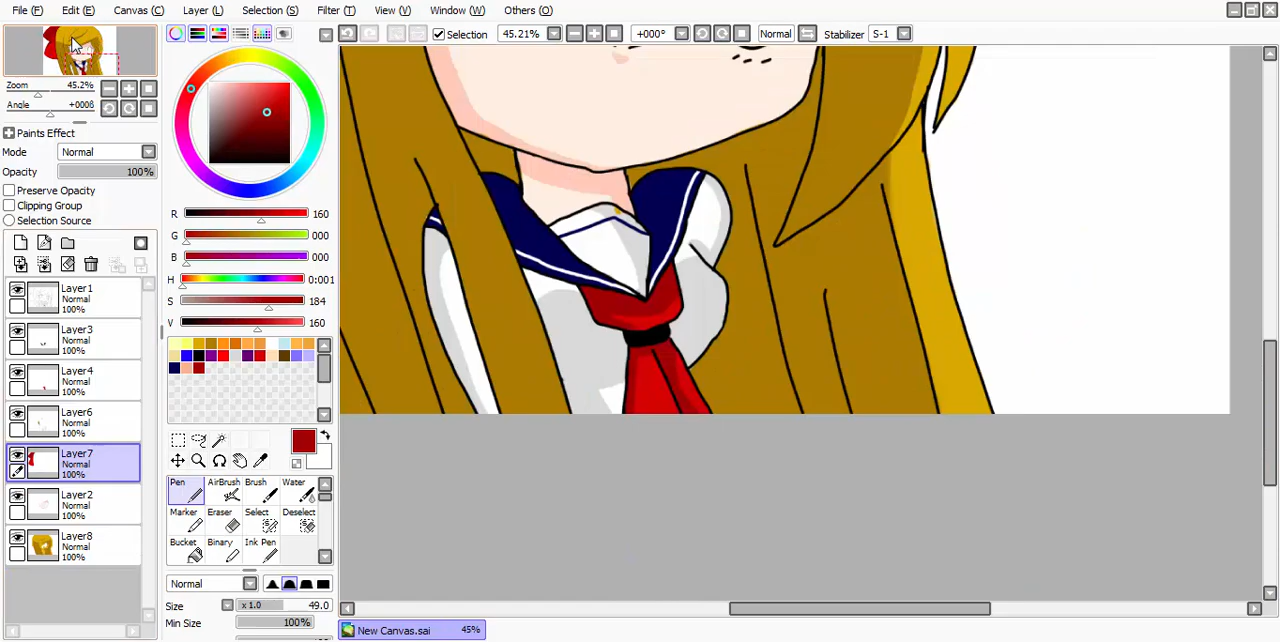 File (F) Edit (E) Canvas (C) Layer (L) Selection (S) Filter (T) View (V) Window (W) Others (O)
Selection 45.21% +000° Normal Stabilizer S-1
Zoom 45.2%
Angle +000ß
Paints Effect
Mode Normal
Opacity 100%
Preserve Opacity
Clipping Group
Selection Source
Layer1
Normal
100%
Layer3
Normal
100%
Layer4
Normal
100%
Layer6
Normal
100%
Layer7
Normal
100%
Layer2
Normal
100%
Layer8
Normal
100%
R 160
G 000
B 000
H 0:001
S 184
V 160
Pen AirBrush Brush Water
Marker Eraser Select Deselect
Bucket Binary Ink Pen
Normal
Size x 1.0 49.0
Min Size 100%
New Canvas.sai 45%